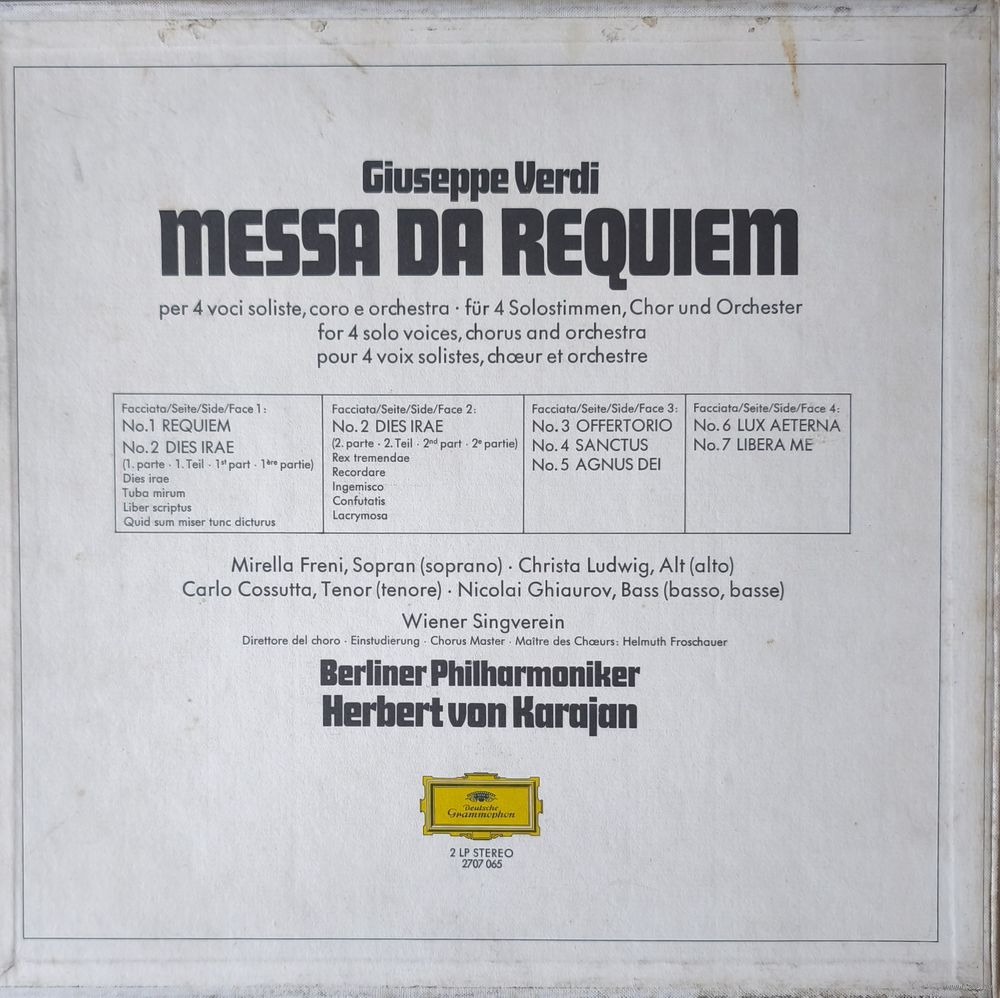 Giuseppe Verdi
MESSA DA REQUIEM
per 4 voci soliste, coro e orchestra · für 4 Solostimmen, Chor und Orchester
for 4 solo voices, chorus and orchestra
pour 4 voix solistes, chœur et orchestre
Facciata/Seite/Side/Face 1:
No. 1 REQUIEM
No. 2 DIES IRAE
(1. parte · 1. Teil · 1st part · 1ère partie)
Dies irae
Tuba mirum
Liber scriptus
Quid sum miser tunc dicturus
Facciata/Seite/Side/Face 2:
No. 2 DIES IRAE
(2. parte · 2. Teil · 2nd part · 2e partie)
Rex tremendae
Recordare
Ingemisco
Confutatis
Lacrymosa
Facciata/Seite/Side/Face 3:
No. 3 OFFERTORIO
No. 4 SANCTUS
No. 5 AGNUS DEI
Facciata/Seite/Side/Face 4:
No. 6 LUX AETERNA
No. 7 LIBERA ME
Mirella Freni, Sopran (soprano) · Christa Ludwig, Alt (alto)
Carlo Cossutta, Tenor (tenore) · Nicolai Ghiaurov, Bass (basso, basse)
Wiener Singverein
Direttore del choro · Einstudierung · Chorus Master · Maître des Chœurs: Helmuth Froschauer
Berliner Philharmoniker
Herbert von Karajan
Deutsche
Grammophon
2 LP STEREO
2707 065